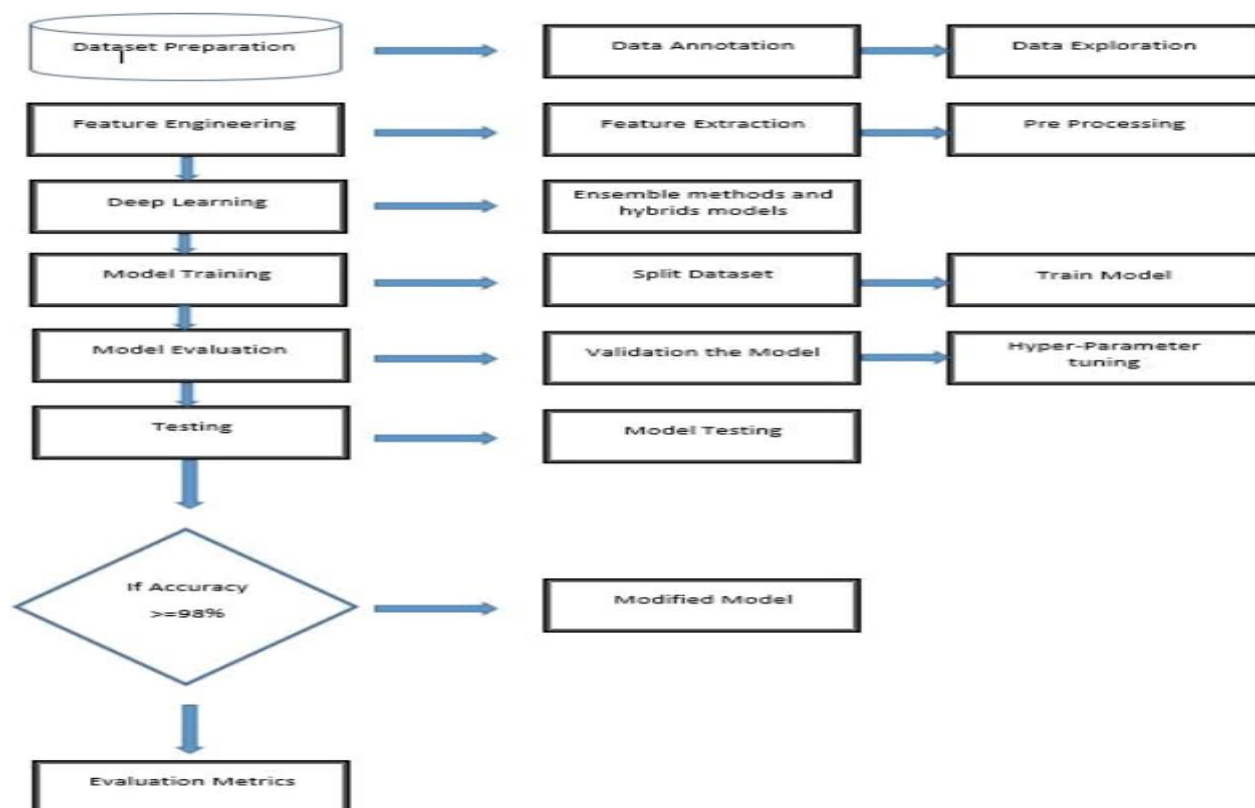 Dataset Preparation
Data Annotation
Data Exploration
Feature Engineering
Feature Extraction
Pre Processing
Deep Learning
Ensemble methods and
hybrids models
Model Training
Split Dataset
Train Model
Model Evaluation
Validation the Model
Hyper-Parameter
tuning
Testing
Model Testing
If Accuracy
>=98%
Modified Model
Evaluation Metrics